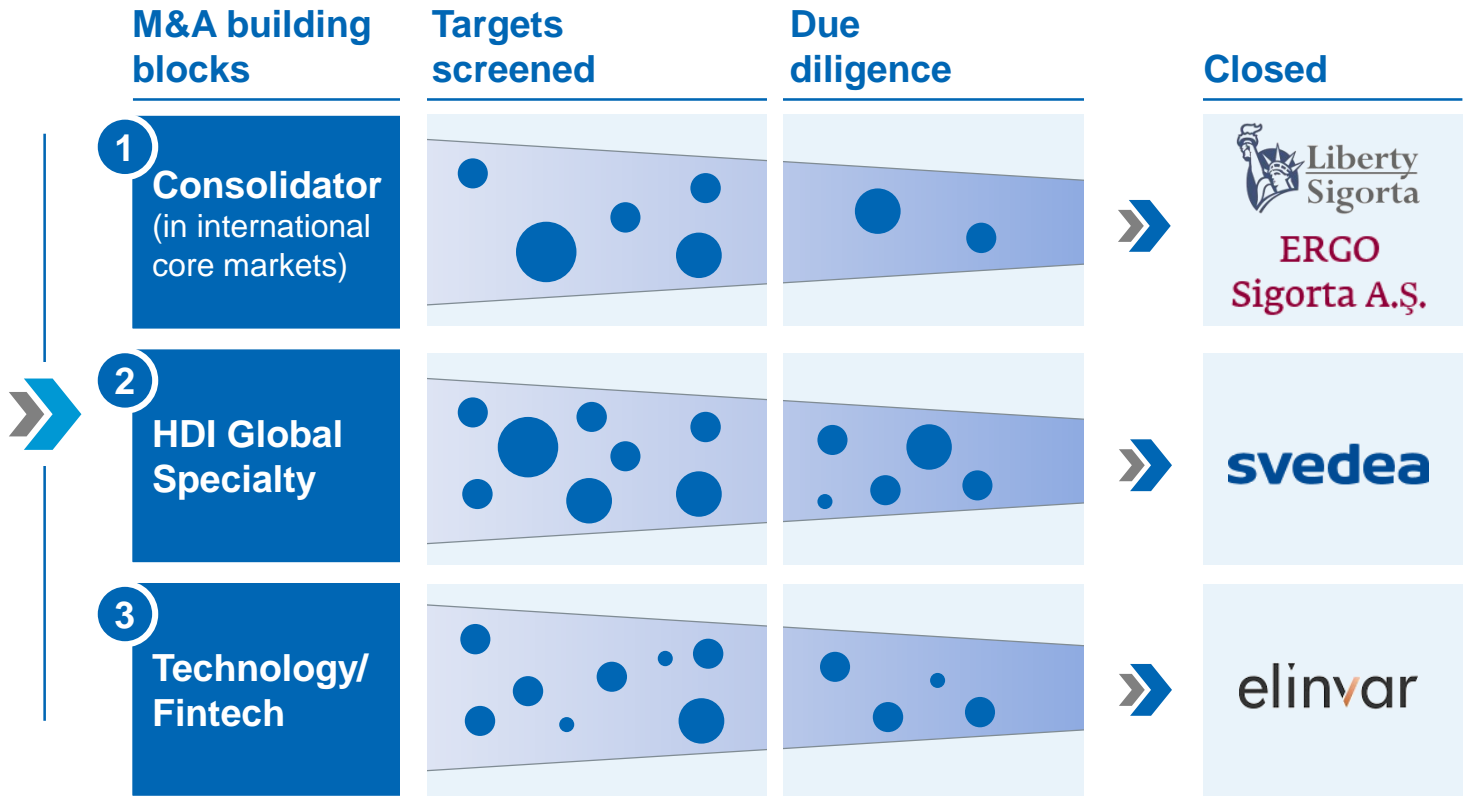 M&A building
blocks
Targets
screened
Due
diligence
Closed
1
Consolidator
(in international
core markets)
Liberty
Sigorta
ERGO
Sigorta A.Ş.
2
HDI Global
Specialty
svedea
3
Technology/
Fintech
elinvar